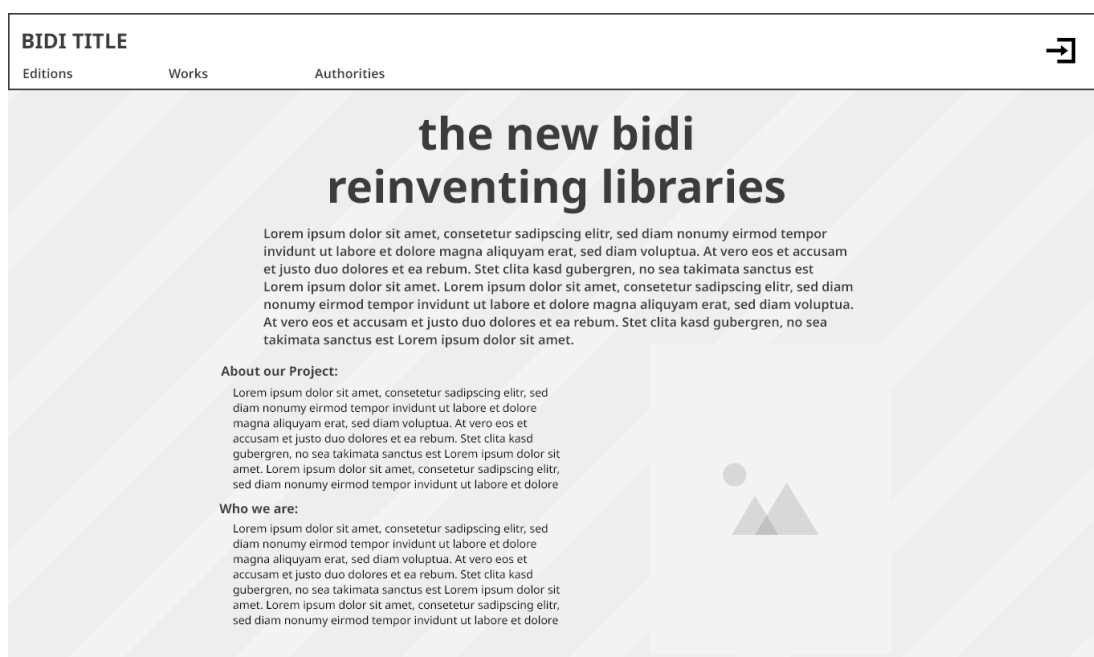 BIDI TITLE
Editions Works Authorities
the new bidi
reinventing libraries
Lorem ipsum dolor sit amet, consetetur sadipscing elitr, sed diam nonumy eirmod tempor
invidunt ut labore et dolore magna aliquyam erat, sed diam voluptua. At vero eos et accusam
et justo duo dolores et ea rebum. Stet clita kasd gubergren, no sea takimata sanctus est
Lorem ipsum dolor sit amet. Lorem ipsum dolor sit amet, consetetur sadipscing elitr, sed diam
nonumy eirmod tempor invidunt ut labore et dolore magna aliquyam erat, sed diam voluptua.
At vero eos et accusam et justo duo dolores et ea rebum. Stet clita kasd gubergren, no sea
takimata sanctus est Lorem ipsum dolor sit amet.
About our Project:
Lorem ipsum dolor sit amet, consetetur sadipscing elitr, sed
diam nonumy eirmod tempor invidunt ut labore et dolore
magna aliquyam erat, sed diam voluptua. At vero eos et
accusam et justo duo dolores et ea rebum. Stet clita kasd
gubergren, no sea takimata sanctus est Lorem ipsum dolor sit
amet. Lorem ipsum dolor sit amet, consetetur sadipscing elitr,
sed diam nonumy eirmod tempor invidunt ut labore et dolore
Who we are:
Lorem ipsum dolor sit amet, consetetur sadipscing elitr, sed
diam nonumy eirmod tempor invidunt ut labore et dolore
magna aliquyam erat, sed diam voluptua. At vero eos et
accusam et justo duo dolores et ea rebum. Stet clita kasd
gubergren, no sea takimata sanctus est Lorem ipsum dolor sit
amet. Lorem ipsum dolor sit amet, consetetur sadipscing elitr,
sed diam nonumy eirmod tempor invidunt ut labore et dolore